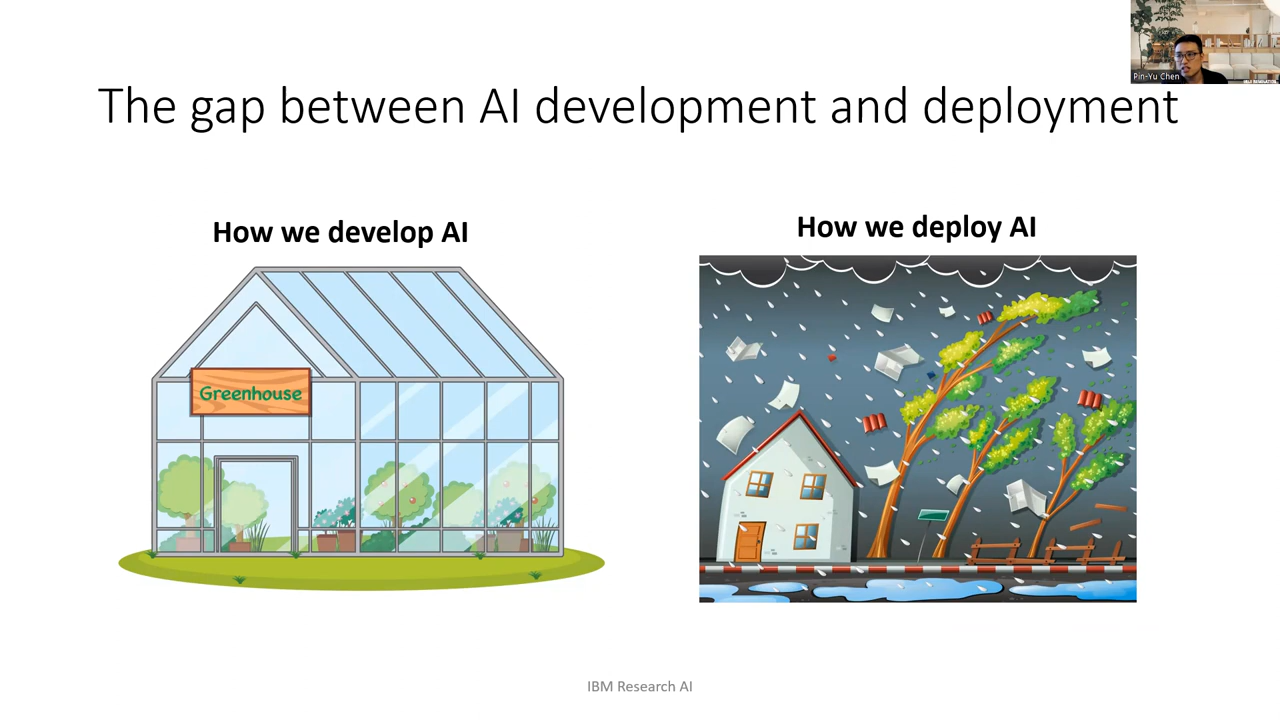 Pin-Yu Chen
The gap between AI development and deployment
How we develop AI
How we deploy AI
Greenhouse
IBM Research AI